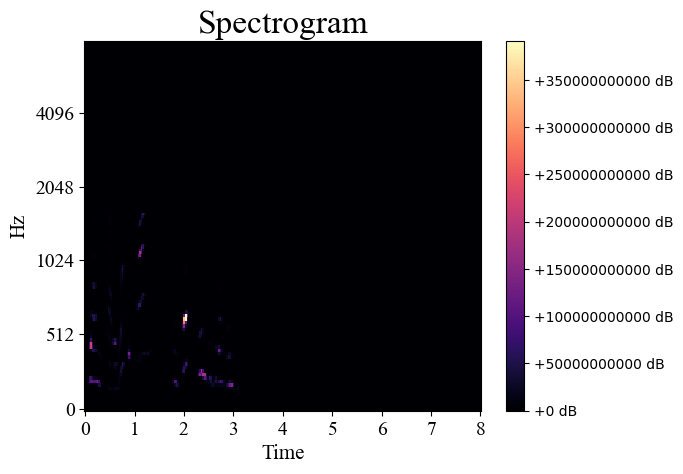 Spectrogram
Hz
4096
2048
1024
512
0
0 1 2 3 4 5 6 7 8
Time
+350000000000 dB
+300000000000 dB
+250000000000 dB
+200000000000 dB
+150000000000 dB
+100000000000 dB
+50000000000 dB
+0 dB